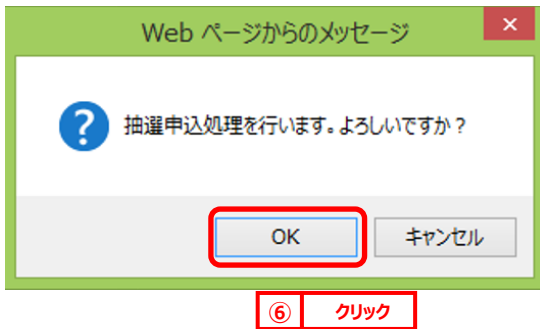 Web ページからのメッセージ
×
?
抽選申込処理を行います。よろしいですか？
OK
キャンセル
⑥ クリック